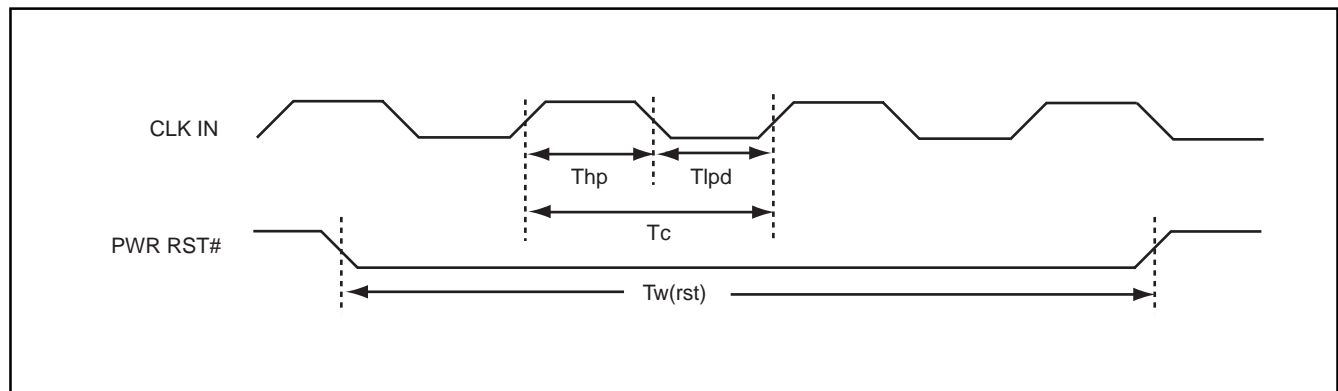 CLK IN
Thp
Tlpd
Tc
PWR RST#
Tw(rst)